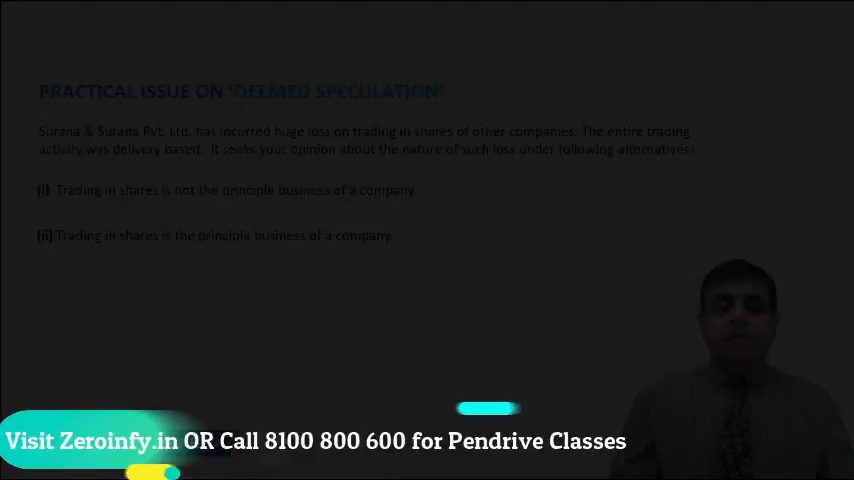 PRACTICAL ISSUE ON 'DEEMED SPECULATION'
Surana & Surana Pvt. Ltd. has incurred huge loss on trading in shares of other companies. The entire trading
activity was delivery based. It seeks your opinion about the nature of such loss under following alternatives-
(i) Trading in shares is not the principle business of a company.
(ii) Trading in shares is the principle business of a company.
Visit Zeroinfy.in OR Call 8100 800 600 for Pendrive Classes